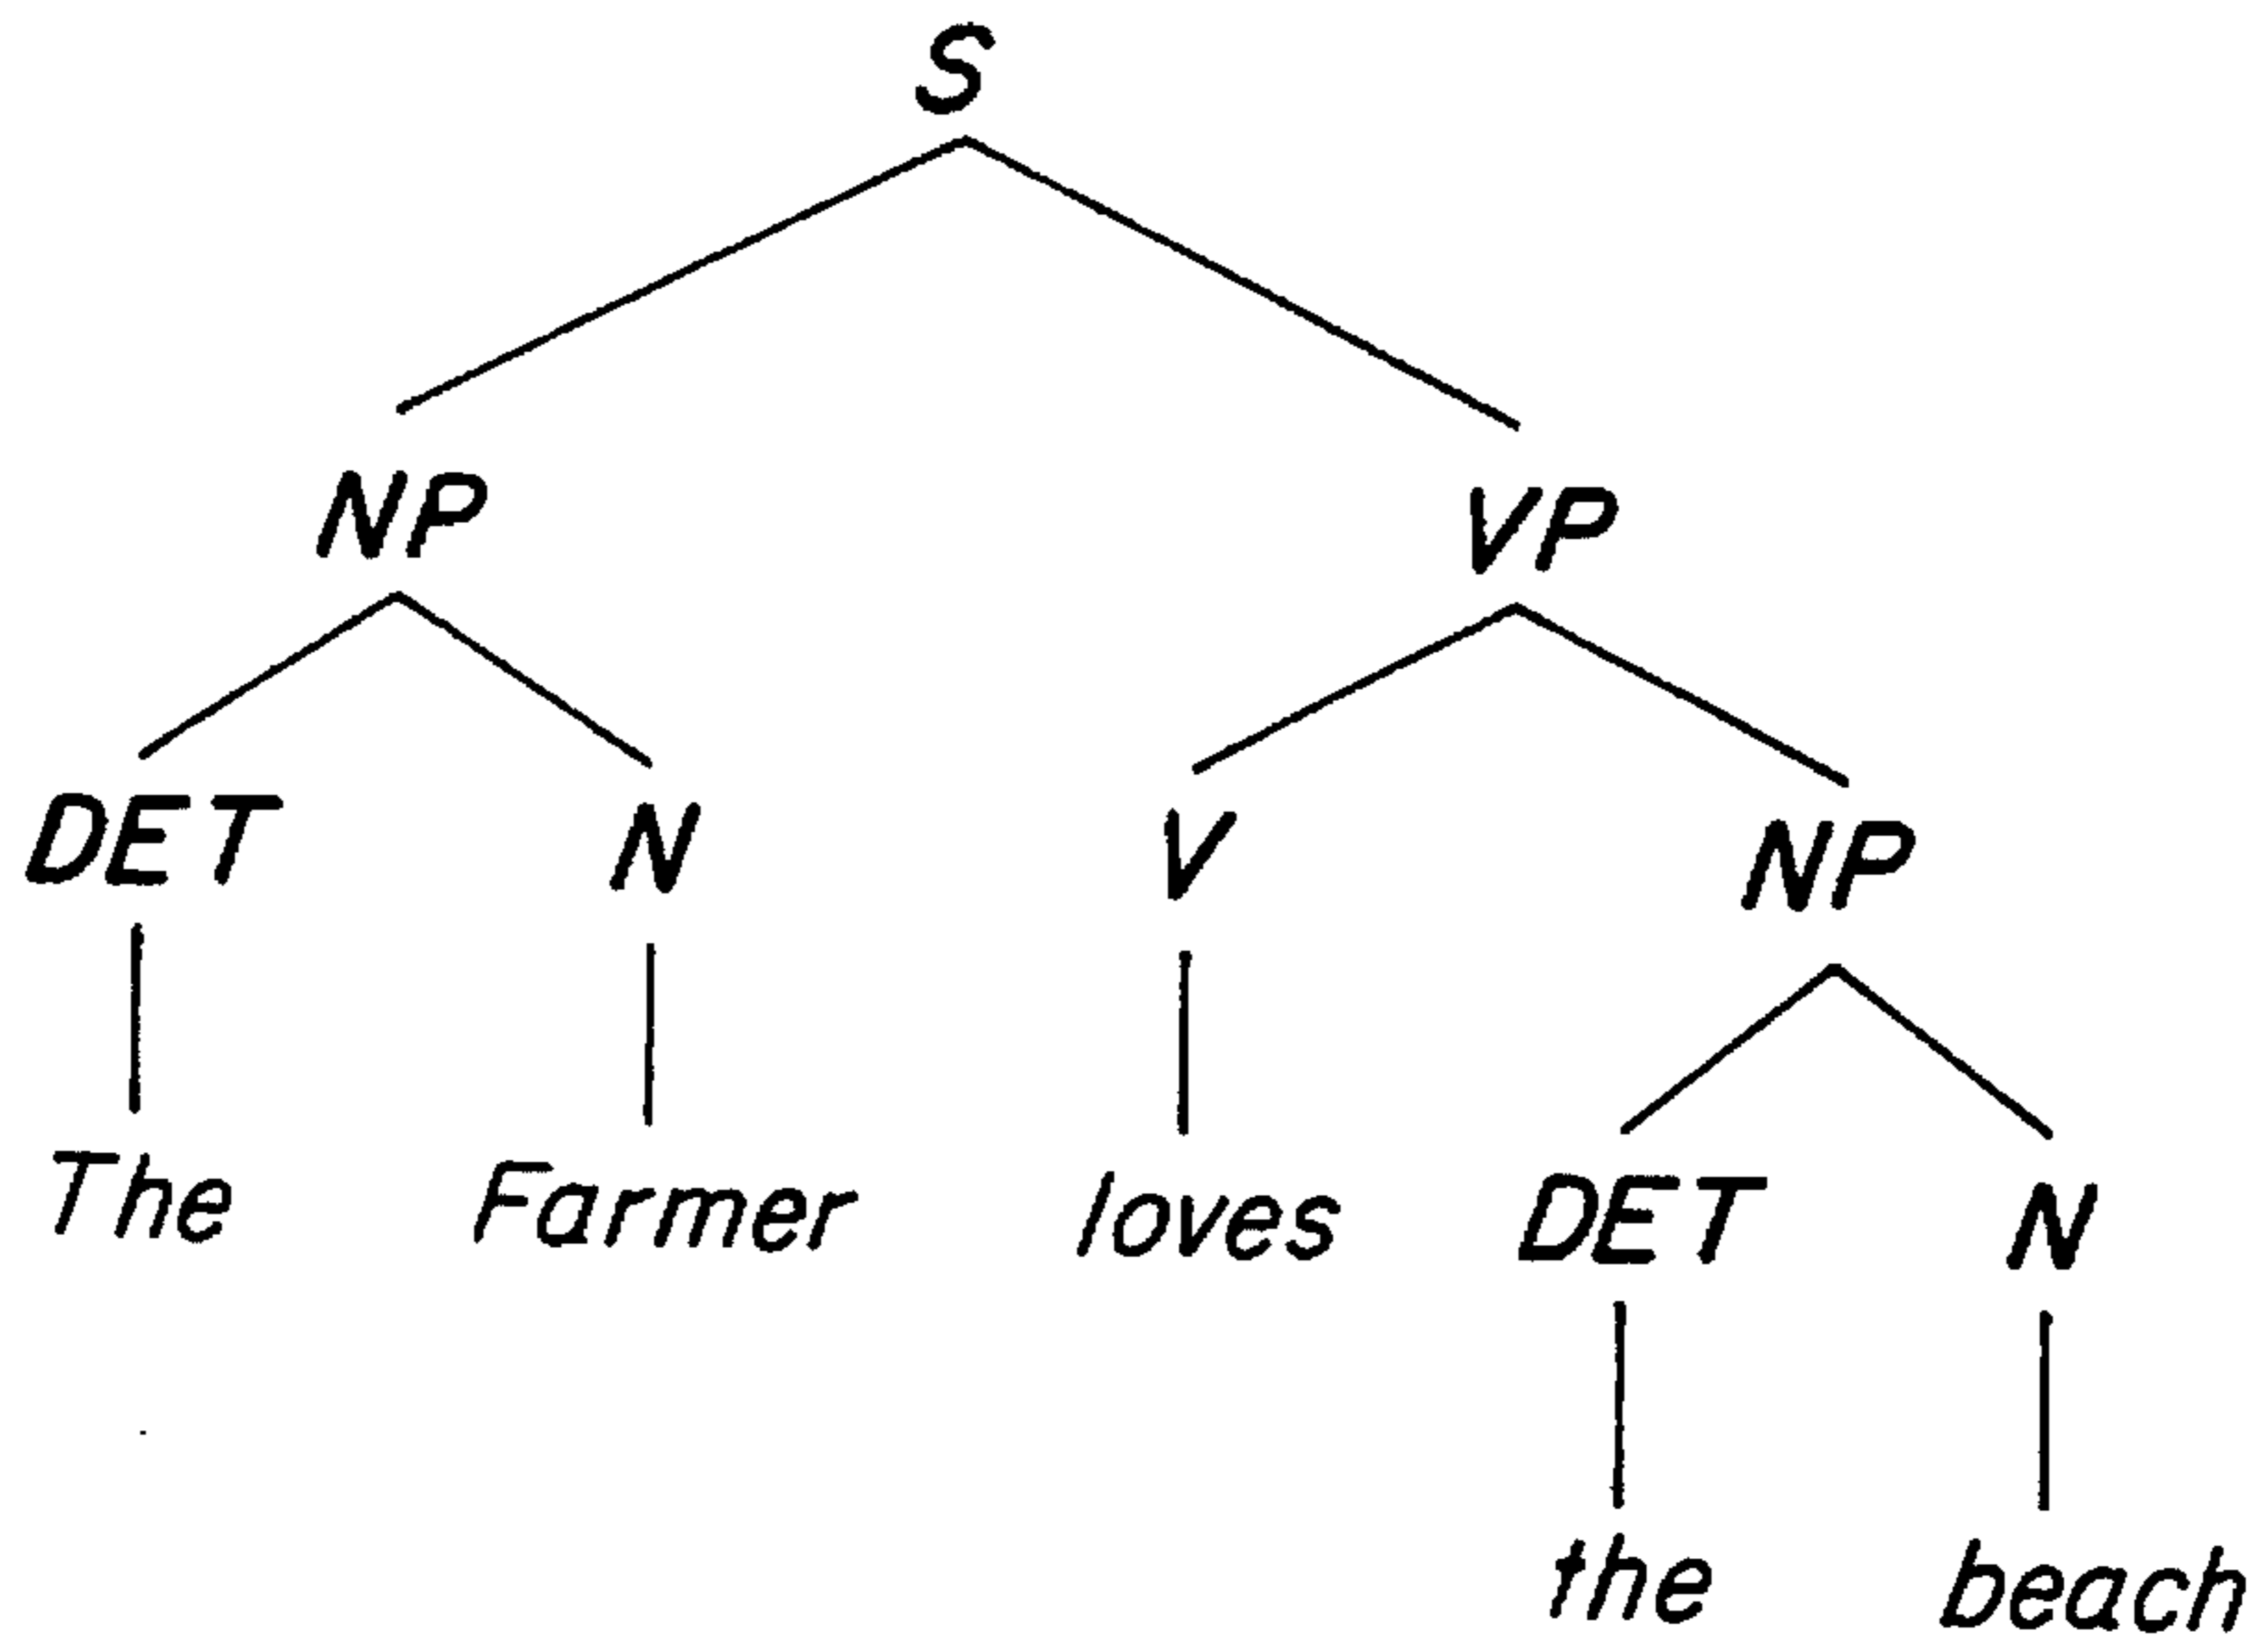 S
NP VP
DET N V NP
The Farmer loves DET N
the beach